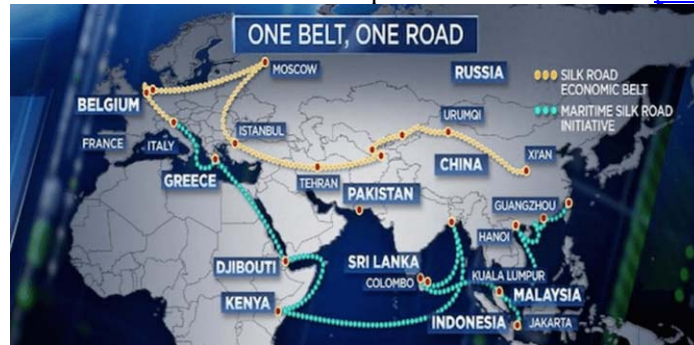 ONE BELT, ONE ROAD
MOSCOW
RUSSIA
SILK ROAD
ECONOMIC BELT
MARITIME SILK ROAD
INITIATIVE
BELGIUM
URUMQI
ISTANBUL
FRANCE
ITALY
XI'AN
CHINA
GREECE
TEHRAN
PAKISTAN
GUANGZHOU
HANOI
DJIBOUTI
SRI LANKA
COLOMBO
KUALA LUMPUR
MALAYSIA
KENYA
INDONESIA
JAKARTA